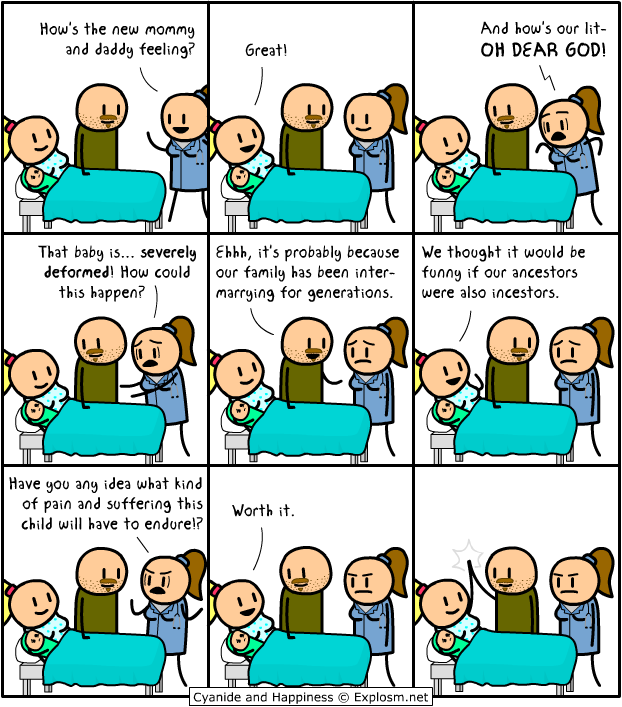 How's the new mommy
and daddy feeling?
Great!
And how's our lit-
OH DEAR GOD!
That baby is... severely
deformed! How could
this happen?
Ehhh, it's probably because
our family has been inter-
marrying for generations.
We thought it would be
funny if our ancestors
were also incestors.
Have you any idea what kind
of pain and suffering this
child will have to endure!?
Worth it.
Cyanide and Happiness © Explosm.net